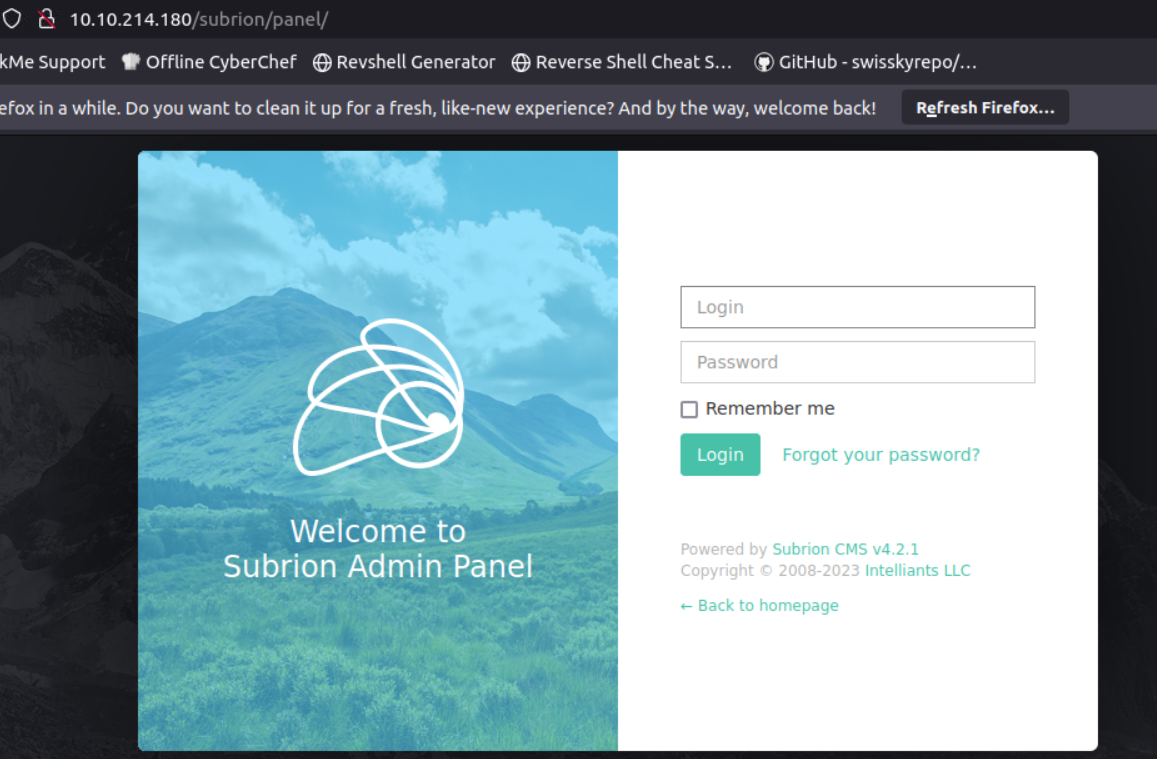 10.10.214.180/subrion/panel/
kMe Support Offline CyberChef Revshell Generator Reverse Shell Cheat S... GitHub - swisskyrepo/...
efox in a while. Do you want to clean it up for a fresh, like-new experience? And by the way, welcome back! Refresh Firefox...
Login
Password
Remember me
Login Forgot your password?
Welcome to
Subrion Admin Panel
Powered by Subrion CMS v4.2.1
Copyright © 2008-2023 Intelliants LLC
← Back to homepage